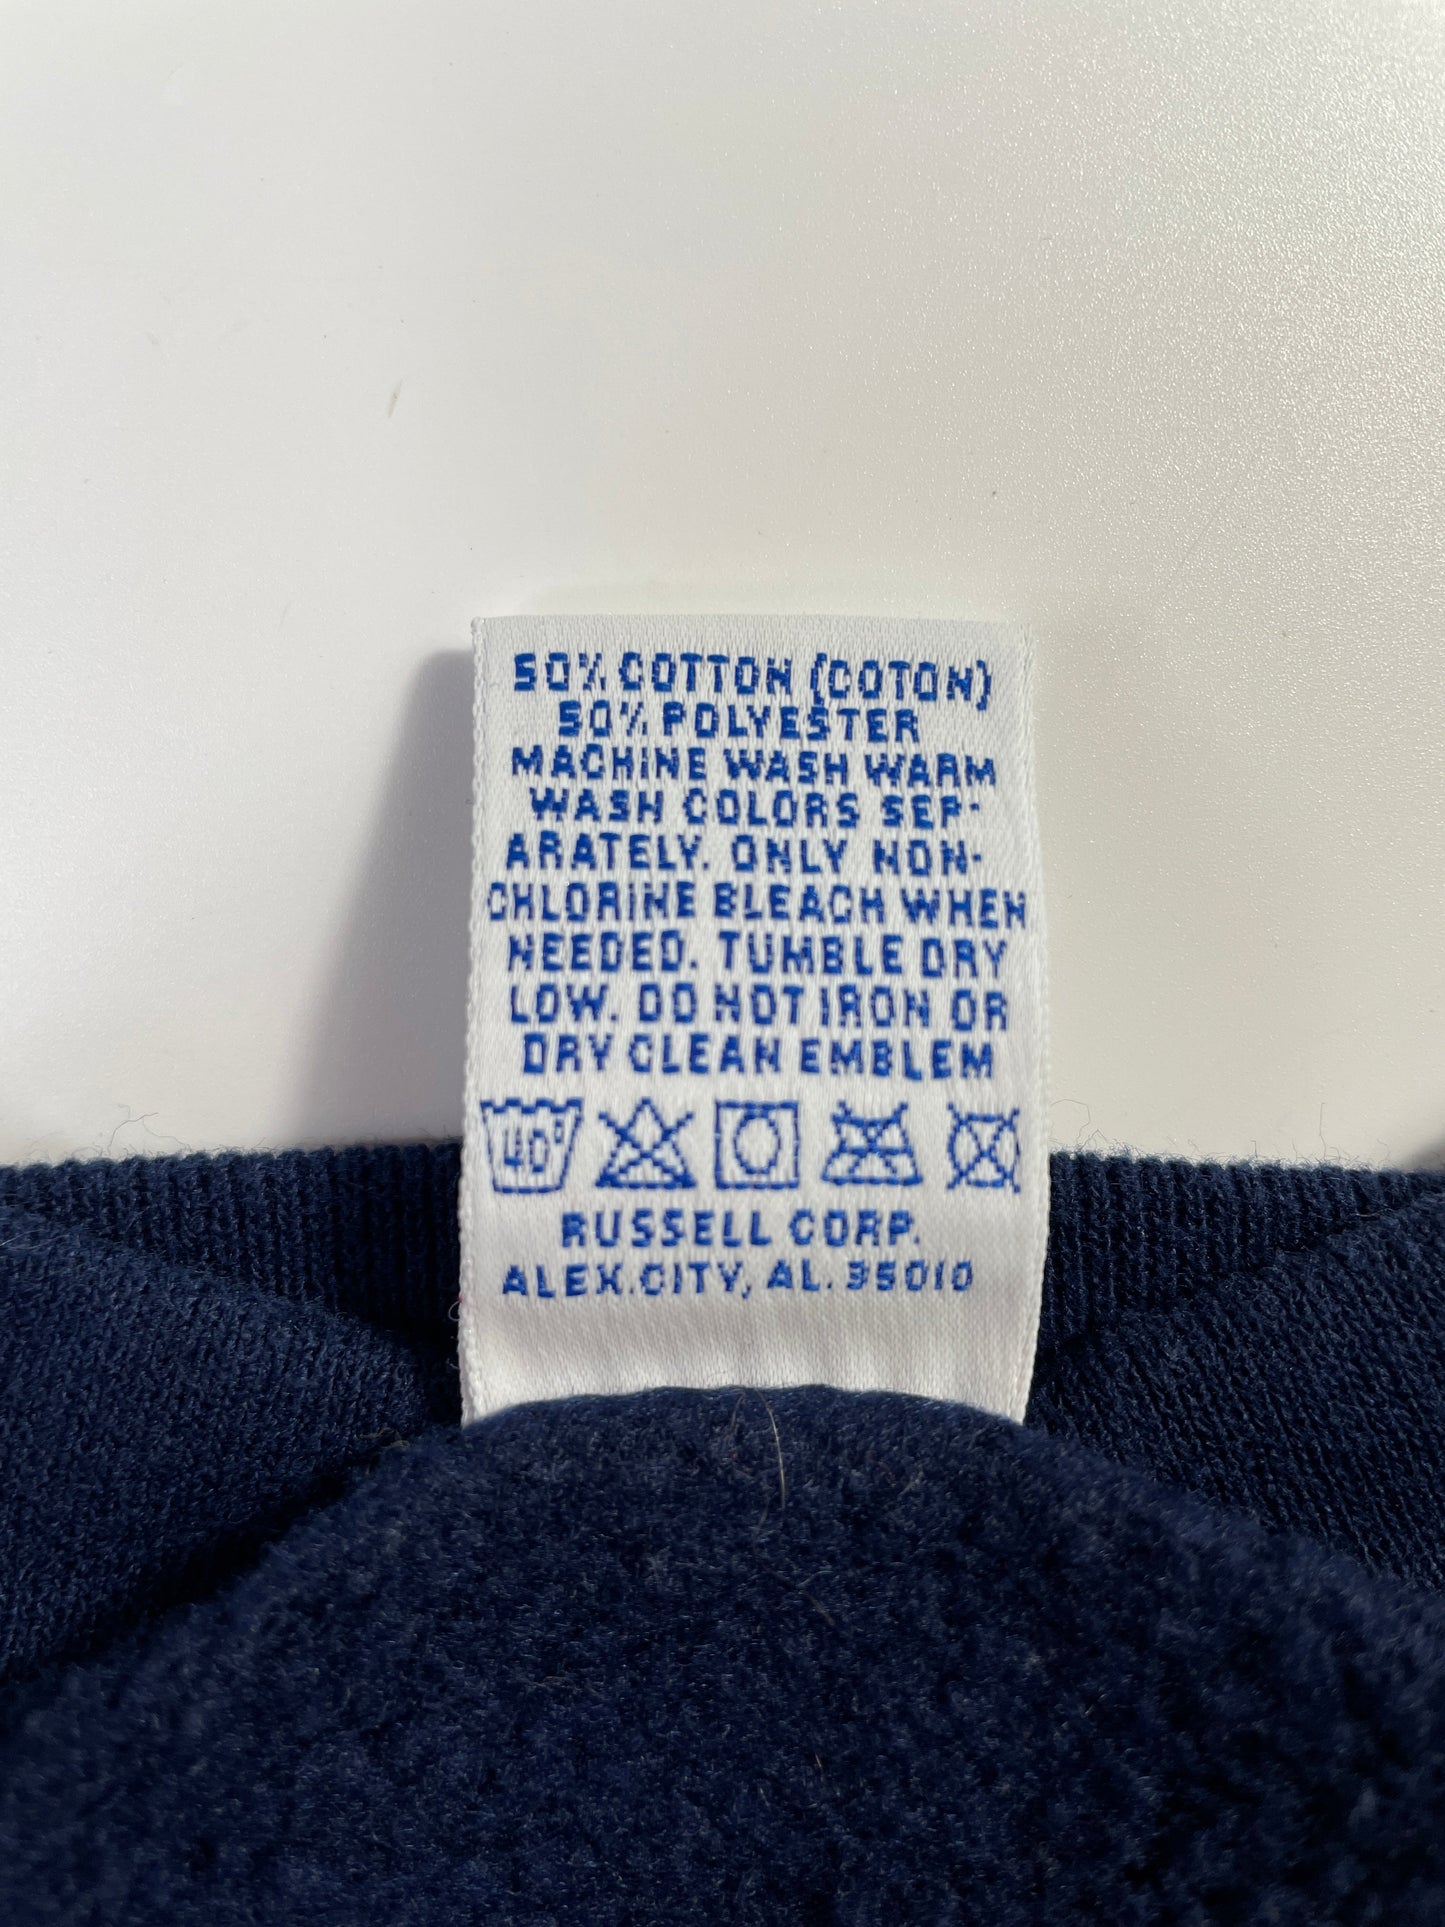 50% COTTON (COTON)
50% POLYESTER
MACHINE WASH WARM
WASH COLORS SEP-
ARATELY. ONLY NON-
CHLORINE BLEACH WHEN
NEEDED. TUMBLE DRY
LOW. DO NOT IRON OR
DRY CLEAN EMBLEM
40°
RUSSELL CORP.
ALEX.CITY, AL. 35010